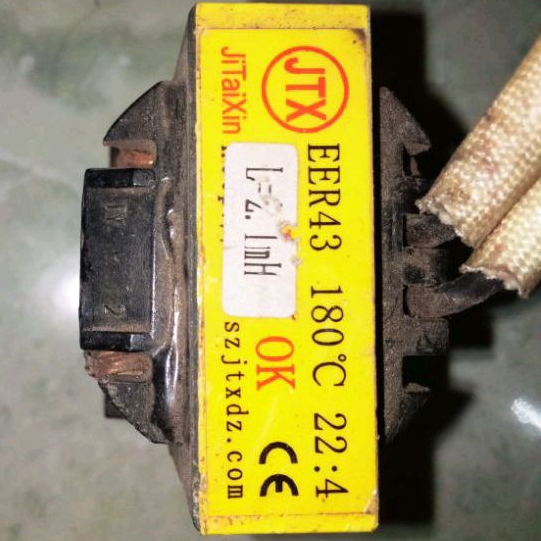 JTX
JiTaiXin
EER43 180℃ 22:4
L=2.1mH
OK
CE
szjtxdz.com